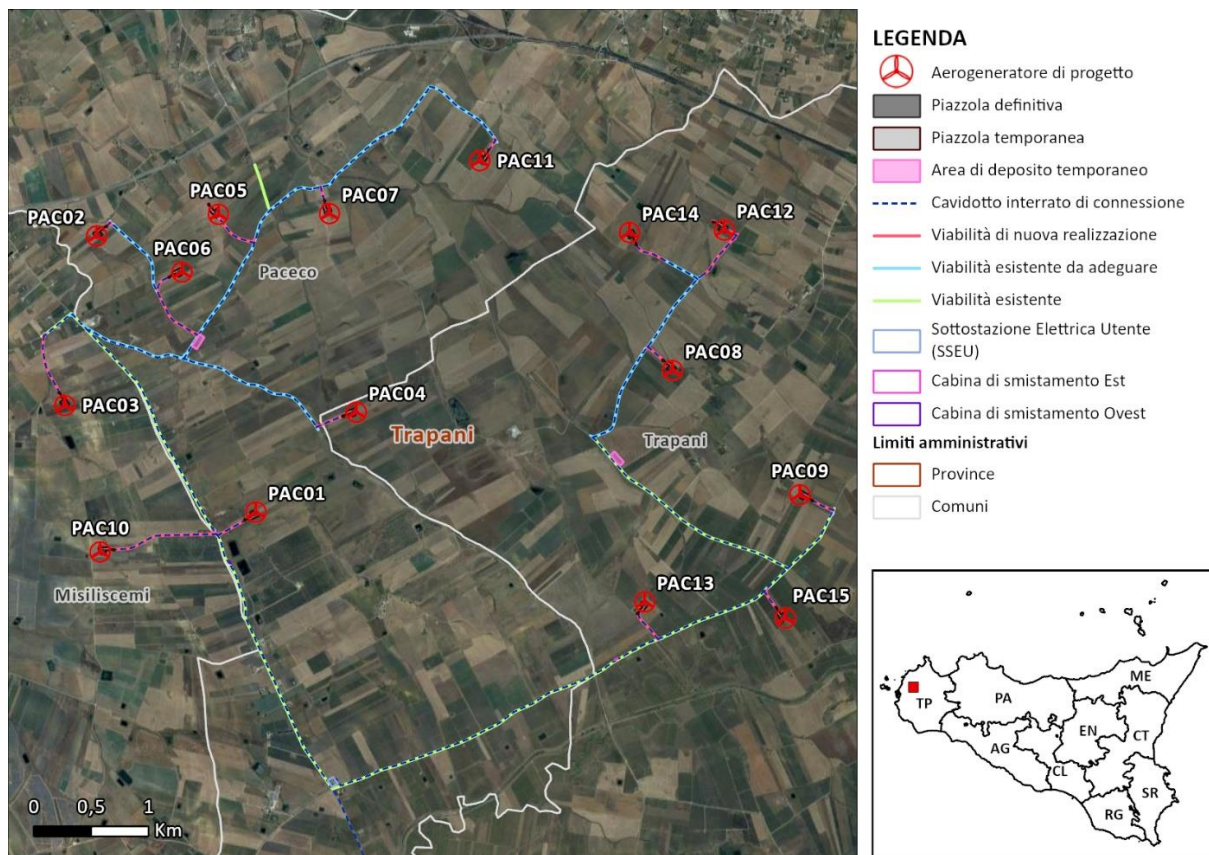 PAC11
PAC05
PAC07
PAC02
PAC14
PAC12
PAC06
Paceco
PAC08
PAC04
PAC03
Trapani
Trapani
PAC09
PAC01
PAC10
PAC13
Misiliscemi
PAC15
0 0,5 1
Km
LEGENDA
Aerogeneratore di progetto
Piazzola definitiva
Piazzola temporanea
Area di deposito temporaneo
Cavidotto interrato di connessione
Viabilità di nuova realizzazione
Viabilità esistente da adeguare
Viabilità esistente
Sottostazione Elettrica Utente
(SSEU)
Cabina di smistamento Est
Cabina di smistamento Ovest
Limiti amministrativi
Province
Comuni
ME
PA
TP
EN
CT
AG
CL
SR
RG